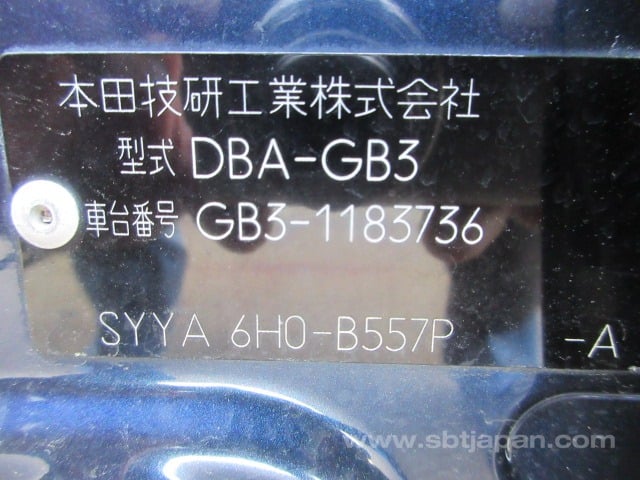 本田技研工業株式会社
型式 DBA-GB3
車台番号 GB3-1183736
SYYA 6H0-B557P -A
www.sbtjapan.com